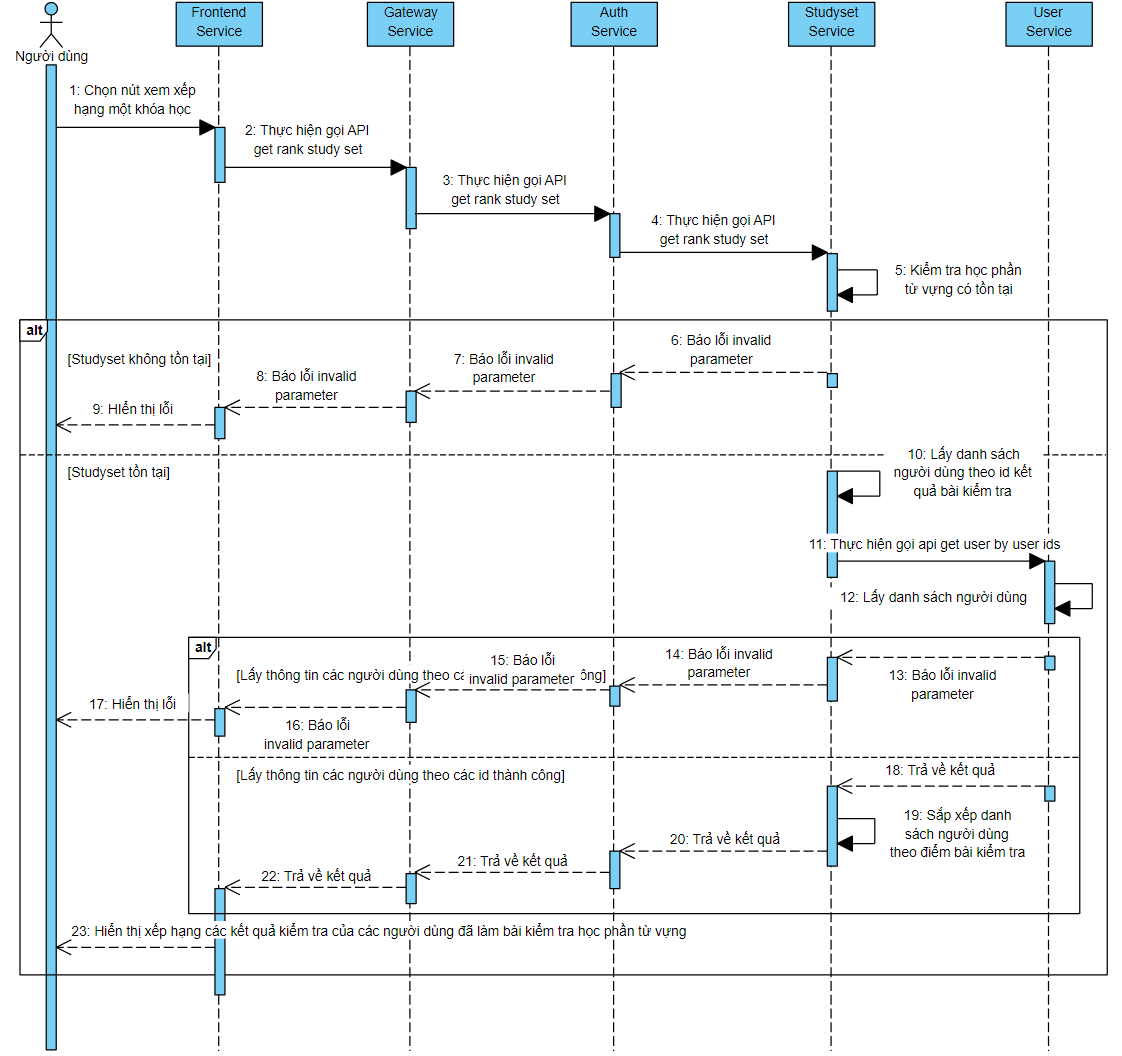 Frontend
Service
Gateway
Service
Auth
Service
Studyset
Service
User
Service
Người dùng
1: Chọn nút xem xếp
hạng một khóa học
2: Thực hiện gọi API
get rank study set
3: Thực hiện gọi API
get rank study set
4: Thực hiện gọi API
get rank study set
5: Kiểm tra học phần
từ vựng có tồn tại
alt
[Studyset không tồn tại]
6: Báo lỗi invalid
parameter
7: Báo lỗi invalid
parameter
8: Báo lỗi invalid
parameter
9: HIển thị lỗi
[Studyset tồn tại]
10: Lấy danh sách
người dùng theo id kết
quả bài kiểm tra
11: Thực hiện gọi api get user by user ids
12: Lấy danh sách người dùng
alt
[Lấy thông tin các người dùng theo
13: Báo lỗi invalid
parameter
14: Báo lỗi invalid
parameter
15: Báo lỗi
invalid parameter
16: Báo lỗi
invalid parameter
17: Hiển thị lỗi
[Lấy thông tin các người dùng theo các id thành công]
18: Trả về kết quả
19: Sắp xếp danh
sách người dùng
theo điểm bài kiểm tra
20: Trả về kết quả
21: Trả về kết quả
22: Trả về kết quả
23: Hiển thị xếp hạng các kết quả kiểm tra của các người dùng đã làm bài kiểm tra học phần từ vựng